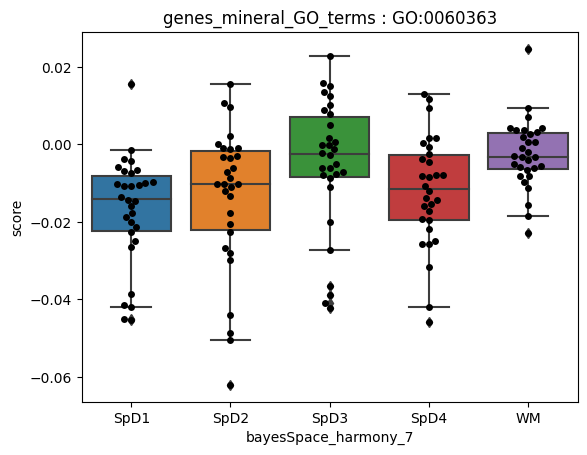 genes_mineral_GO_terms : GO:0060363
0.02
0.00
−0.02
−0.04
−0.06
score
SpD1 SpD2 SpD3 SpD4 WM
bayesSpace_harmony_7